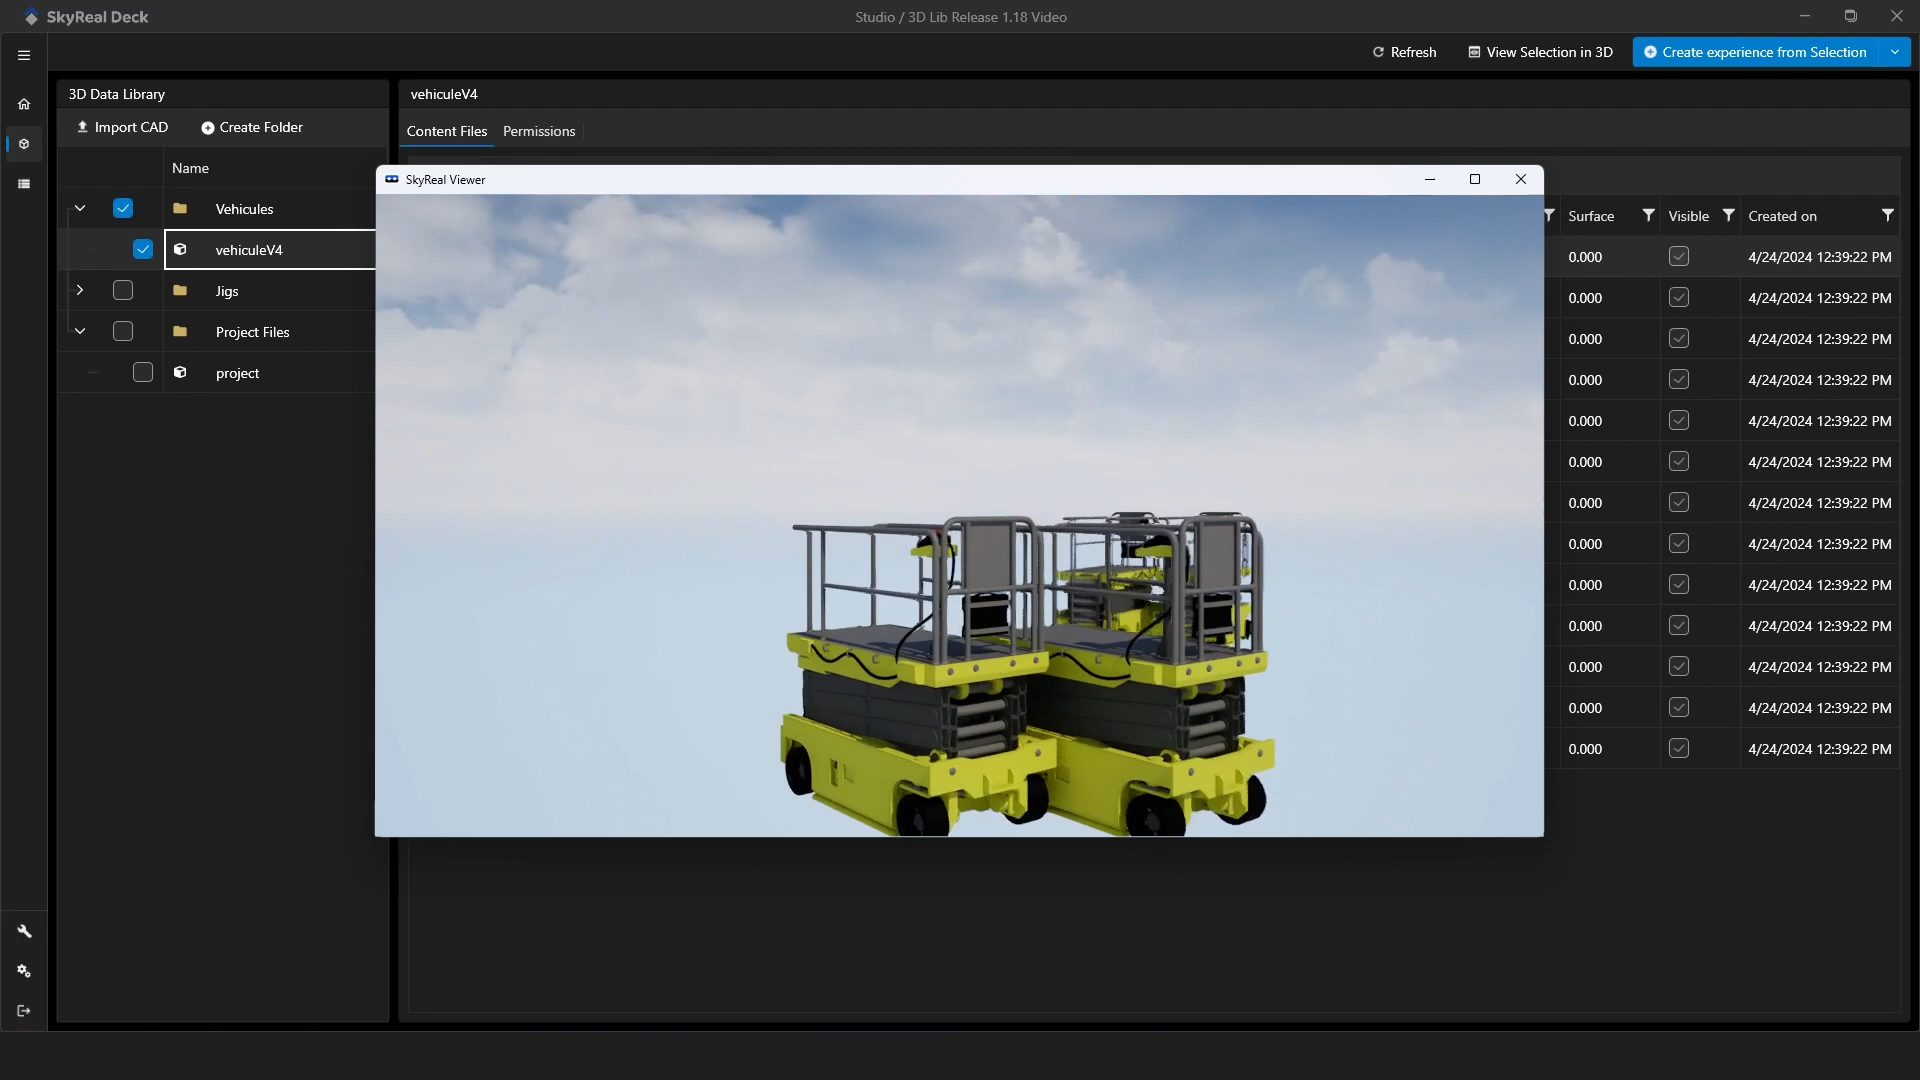 SkyReal Deck
Studio / 3D Lib Release 1.18 Video
Refresh
View Selection in 3D
Create experience from Selection
3D Data Library
vehiculeV4
Import CAD
Create Folder
Content Files
Permissions
Name
SkyReal Viewer
Vehicules
vehiculeV4
Jigs
Project Files
project
Surface
Visible
Created on
0.000
4/24/2024 12:39:22 PM
0.000
4/24/2024 12:39:22 PM
0.000
4/24/2024 12:39:22 PM
0.000
4/24/2024 12:39:22 PM
0.000
4/24/2024 12:39:22 PM
0.000
4/24/2024 12:39:22 PM
0.000
4/24/2024 12:39:22 PM
0.000
4/24/2024 12:39:22 PM
0.000
4/24/2024 12:39:22 PM
0.000
4/24/2024 12:39:22 PM
0.000
4/24/2024 12:39:22 PM
0.000
4/24/2024 12:39:22 PM
0.000
4/24/2024 12:39:22 PM